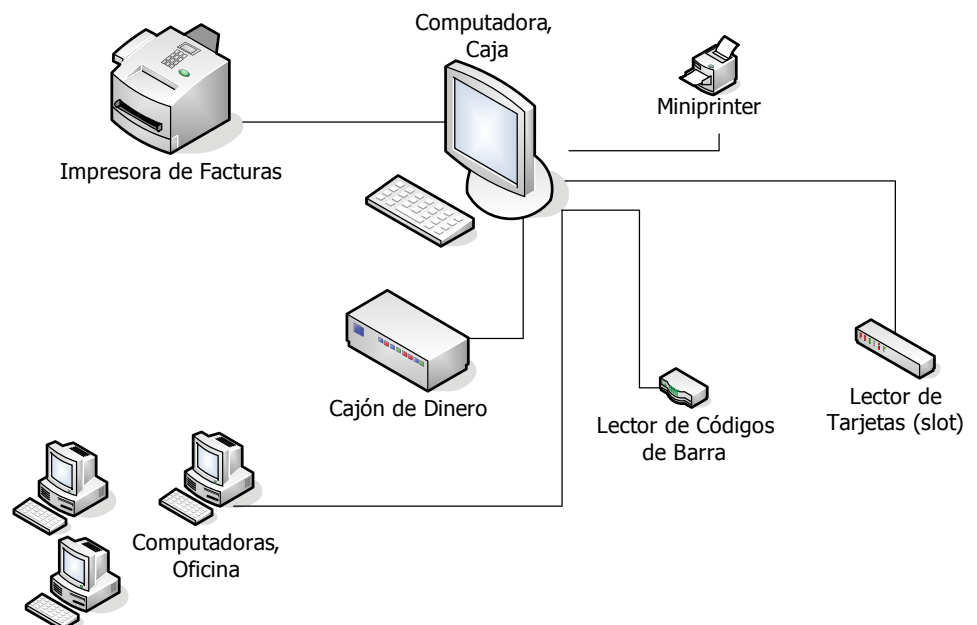 Computadora,
Caja
Miniprinter
Impresora de Facturas
Cajón de Dinero
Lector de Códigos
de Barra
Lector de
Tarjetas (slot)
Computadoras,
Oficina